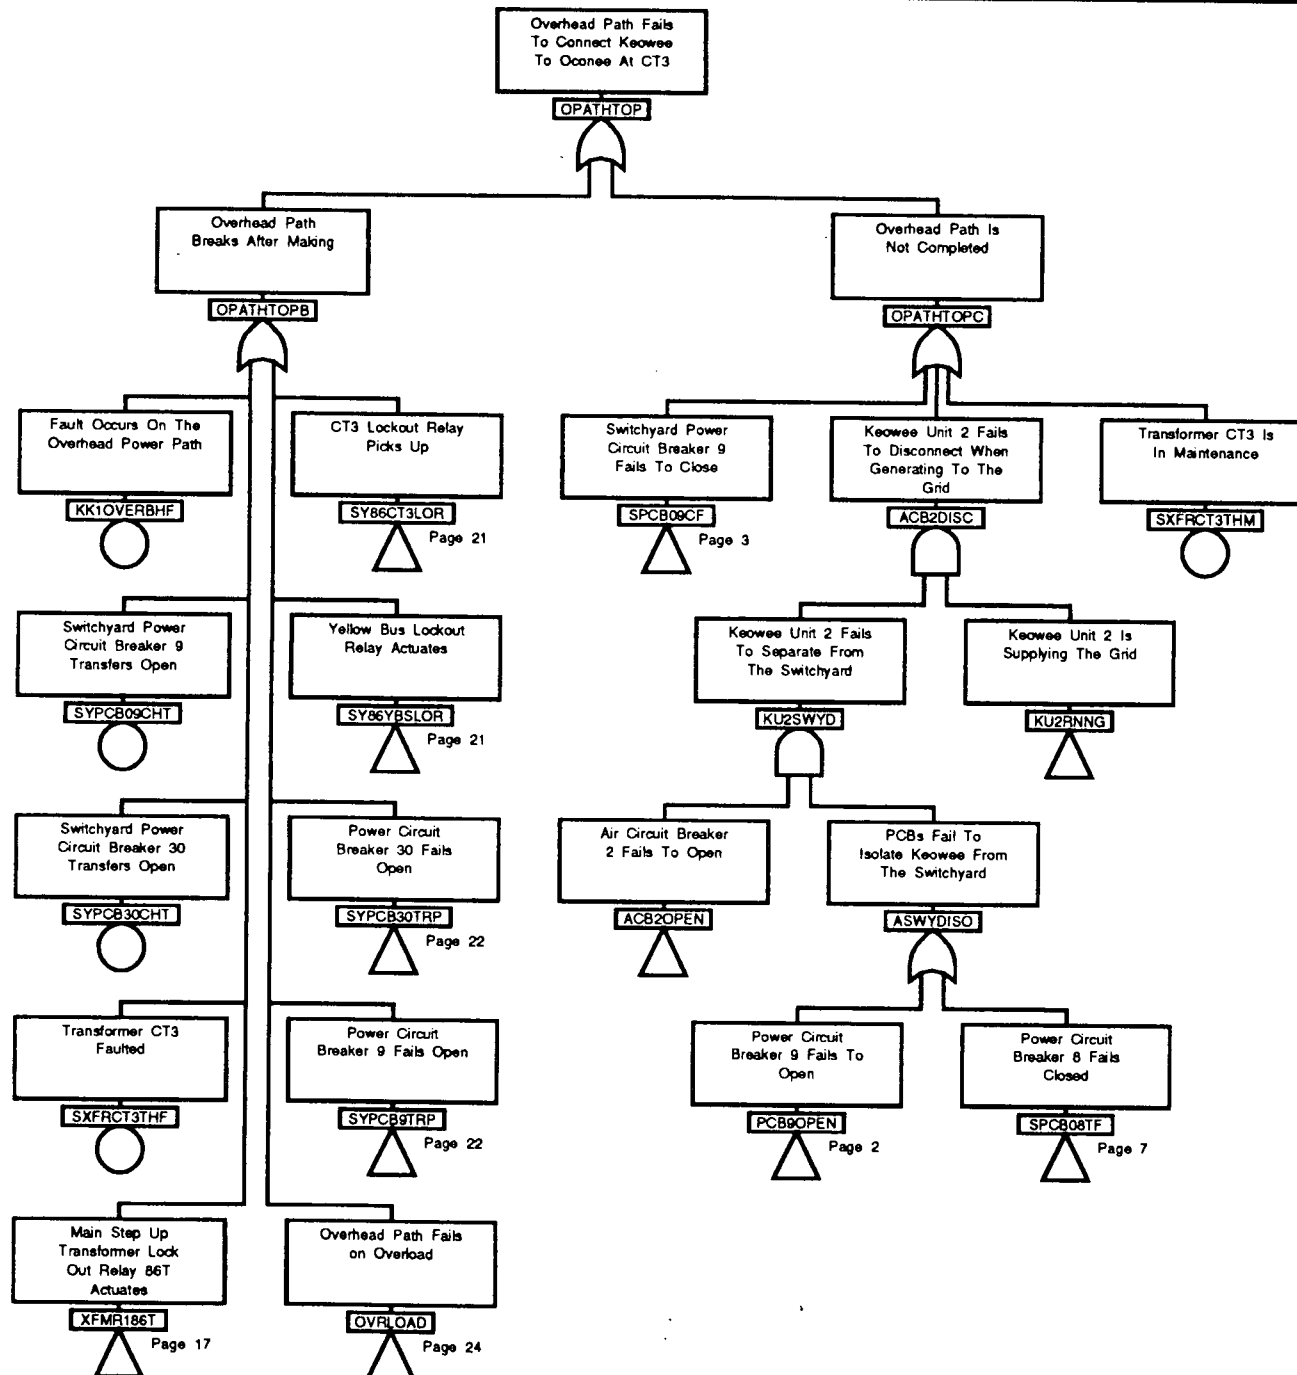 Overhead Path Fails
To Connect Keowee
To Oconee At CT3
OPATHTOP
Overhead Path
Breaks After Making
OPATHTOPB
Overhead Path Is
Not Completed
OPATHTOPC
Fault Occurs On The
Overhead Power Path
KK1OVERBHF
CT3 Lockout Relay
Picks Up
SY86CT3LOR
Page 21
Switchyard Power
Circuit Breaker 9
Fails To Close
SPCB09CF
Page 3
Keowee Unit 2 Fails
To Disconnect When
Generating To The
Grid
ACB2DISC
Transformer CT3 Is
In Maintenance
SXFRCT3THM
Switchyard Power
Circuit Breaker 9
Transfers Open
SYPCB09CHT
Yellow Bus Lockout
Relay Actuates
SY86YBSLOR
Page 21
Keowee Unit 2 Fails
To Separate From
The Switchyard
KU2SWYD
Keowee Unit 2 Is
Supplying The Grid
KU2RNNG
Switchyard Power
Circuit Breaker 30
Transfers Open
SYPCB30CHT
Power Circuit
Breaker 30 Fails
Open
SYPCB30TRP
Page 22
Air Circuit Breaker
2 Fails To Open
ACB2OPEN
PCBs Fail To
Isolate Keowee From
The Switchyard
ASWYDISO
Transformer CT3
Faulted
SXFRCT3THF
Power Circuit
Breaker 9 Fails Open
SYPCB9TRP
Page 22
Power Circuit
Breaker 9 Fails To
Open
PCB9OPEN
Page 2
Power Circuit
Breaker 8 Fails
Closed
SPCB08TF
Page 7
Main Step Up
Transformer Lock
Out Relay 86T
Actuates
XFMR186T
Page 17
Overhead Path Fails
on Overload
OVRLOAD
Page 24